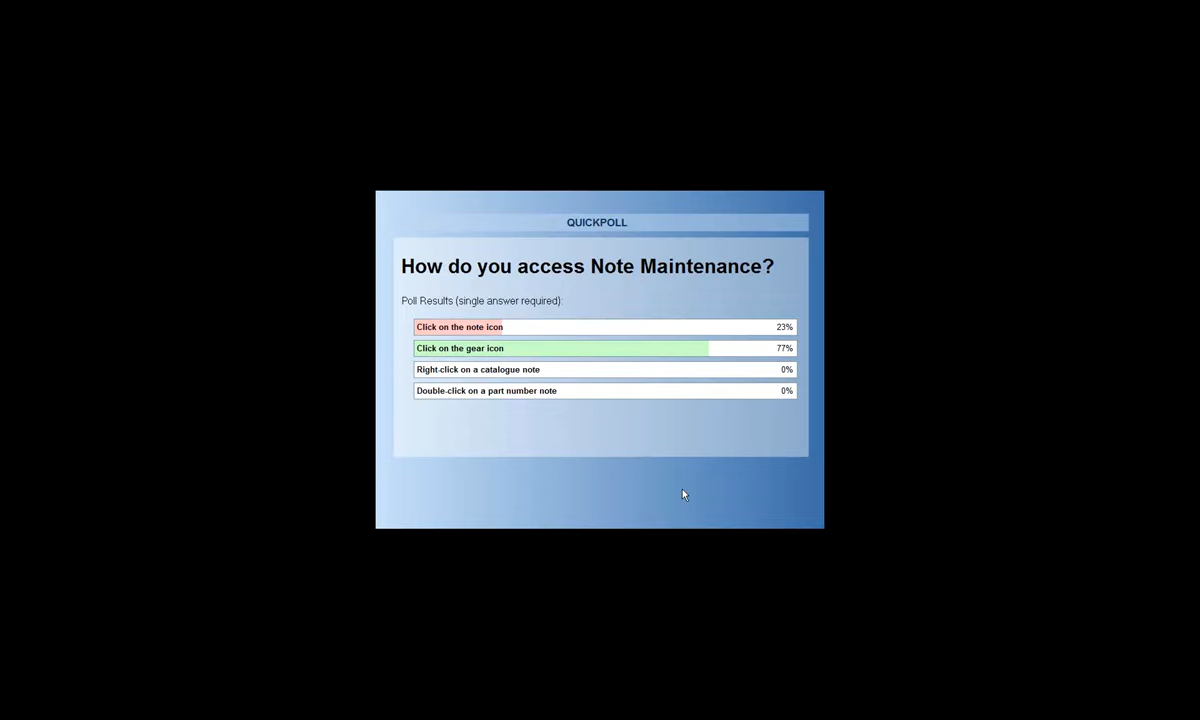 QUICKPOLL
How do you access Note Maintenance?
Poll Results (single answer required):
Click on the note icon 23%
Click on the gear icon 77%
Right-click on a catalogue note 0%
Double-click on a part number note 0%